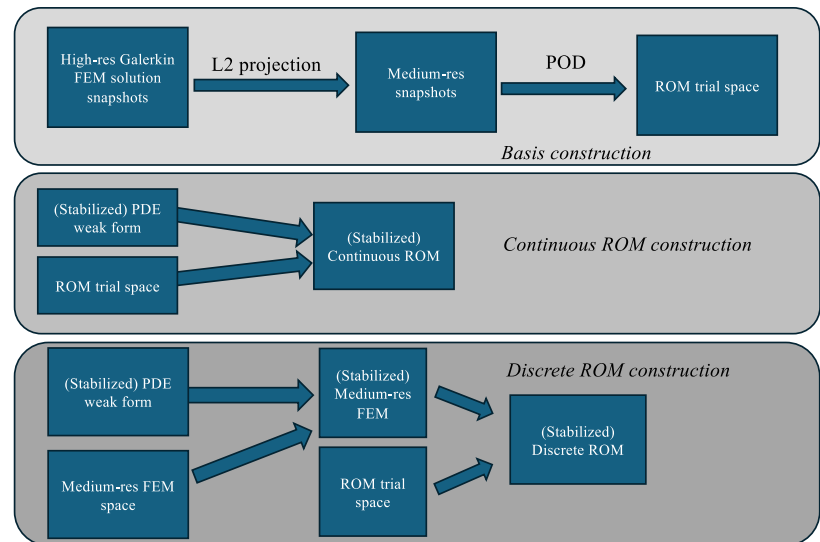 High-res Galerkin
FEM solution
snapshots
L2 projection
Medium-res
snapshots
POD
ROM trial space
Basis construction
(Stabilized) PDE
weak form
ROM trial space
(Stabilized)
Continuous ROM
Continuous ROM construction
Discrete ROM construction
(Stabilized) PDE
weak form
Medium-res FEM
space
(Stabilized)
Medium-res
FEM
ROM trial
space
(Stabilized)
Discrete ROM